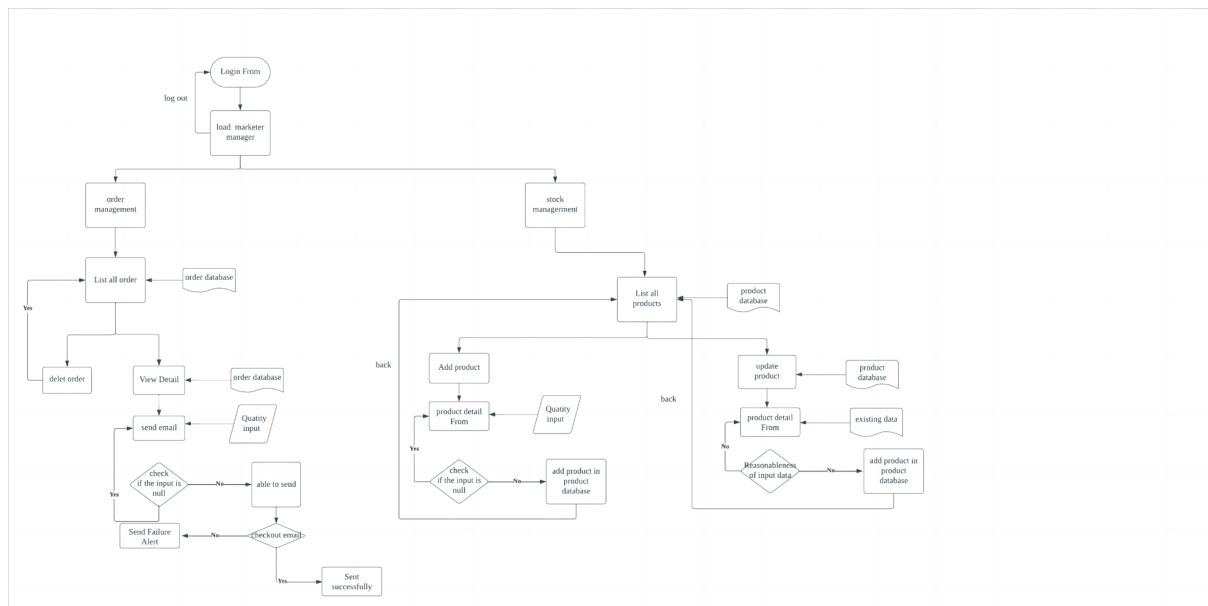 Login From
log out
load marketer
manager
order
management
stock
managerment
List all order
order database
Yes
List all
products
product
database
delet order
View Detail
order database
back
Add product
update
product
product
database
back
send email
Quatity
input
product detail
From
Quatity
input
product detail
From
existing data
Yes
No
check
if the input is
null
No
able to send
Yes
check
if the input is
null
No
add product in
product
database
Reasonableness
of input data
No
add product in
product
database
Send Failure
Alert
No
checkout email
Yes
Sent
successfully